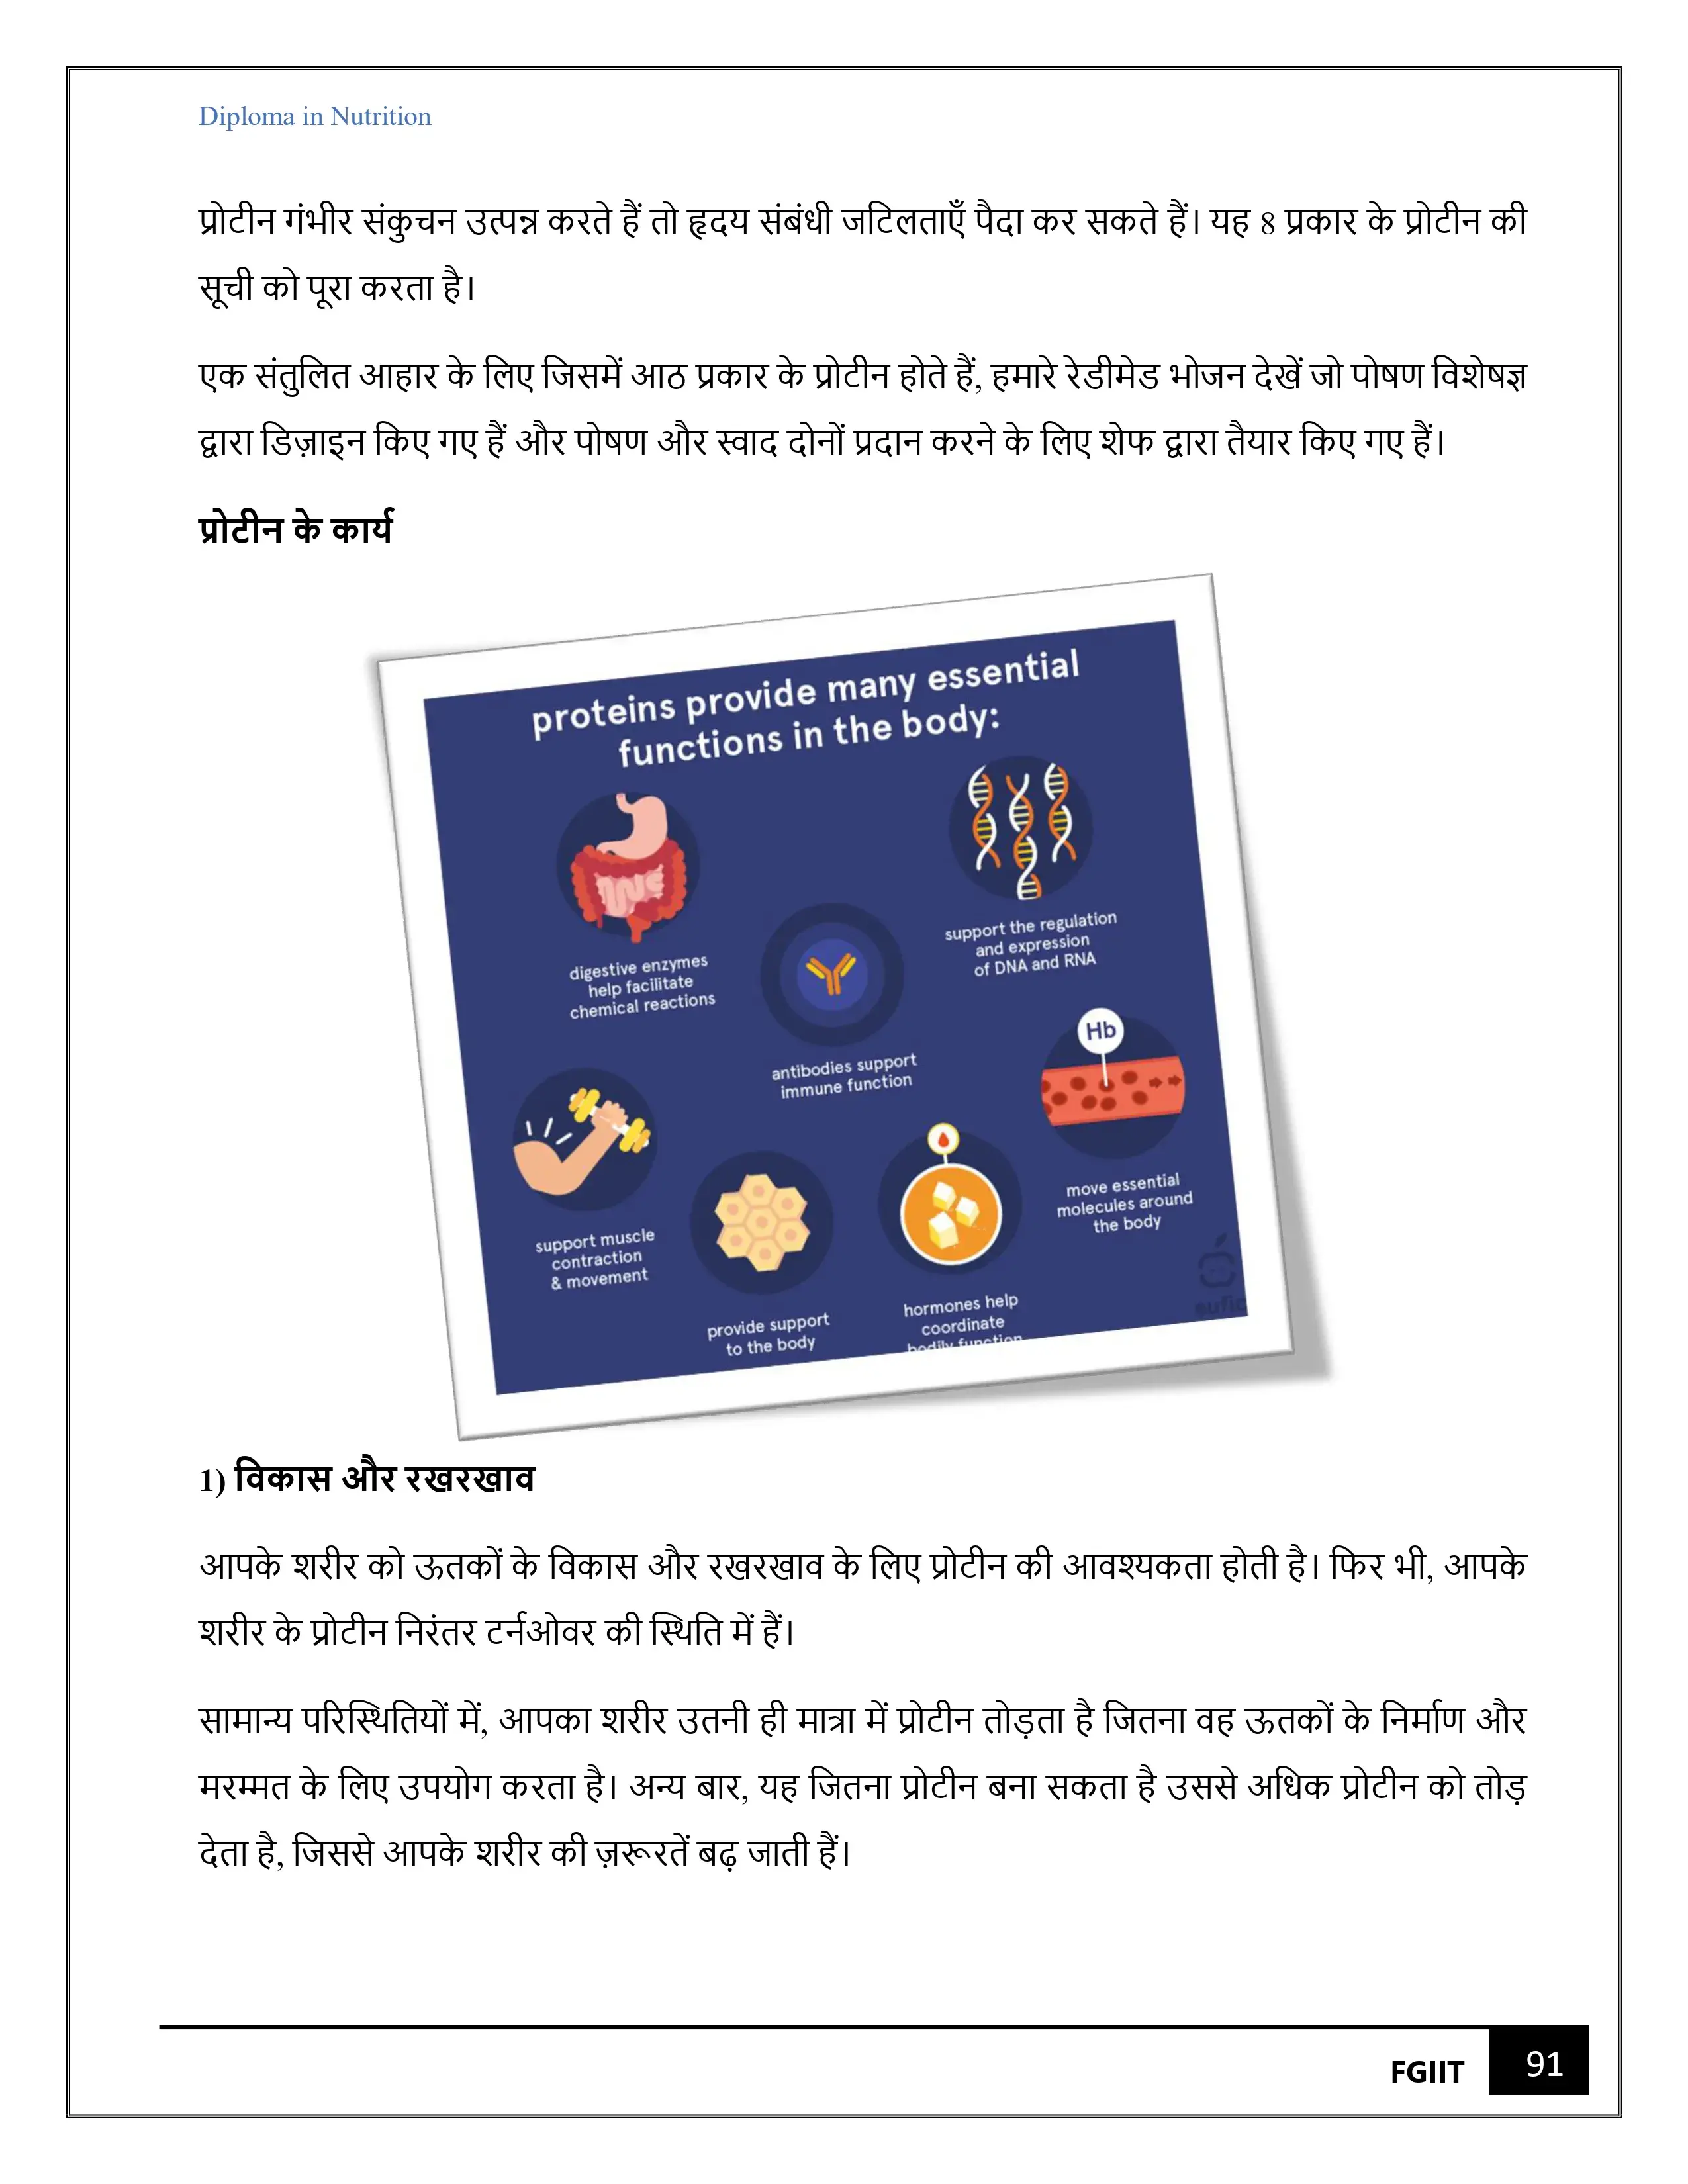 Diploma in Nutrition
प्रोटीन गंभीर संकुचन उत्पन्न करते हैं तो हृदय संबंधी जटिलताएँ पैदा कर सकते हैं। यह 8 प्रकार के प्रोटीन की
सूची को पूरा करता है।
एक संतुलित आहार के लिए जिसमें आठ प्रकार के प्रोटीन होते हैं, हमारे रेडीमेड भोजन देखें जो पोषण विशेषज्ञ
द्वारा डिज़ाइन किए गए हैं और पोषण और स्वाद दोनों प्रदान करने के लिए शेफ द्वारा तैयार किए गए हैं।
प्रोटीन के कार्य
proteins provide many essential
functions in the body:
digestive enzymes
help facilitate
chemical reactions
support the regulation
and expression
of DNA and RNA
antibodies support
immune function
Hb
move essential
molecules around
the body
support muscle
contraction
& movement
provide support
to the body
hormones help
coordinate
bodily function
eufic
1) विकास और रखरखाव
आपके शरीर को ऊतकों के विकास और रखरखाव के लिए प्रोटीन की आवश्यकता होती है। फिर भी, आपके
शरीर के प्रोटीन निरंतर टर्नओवर की स्थिति में हैं।
सामान्य परिस्थितियों में, आपका शरीर उतनी ही मात्रा में प्रोटीन तोड़ता है जितना वह ऊतकों के निर्माण और
मरम्मत के लिए उपयोग करता है। अन्य बार, यह जितना प्रोटीन बना सकता है उससे अधिक प्रोटीन को तोड़
देता है, जिससे आपके शरीर की ज़रूरतें बढ़ जाती हैं।
FGIIT
91